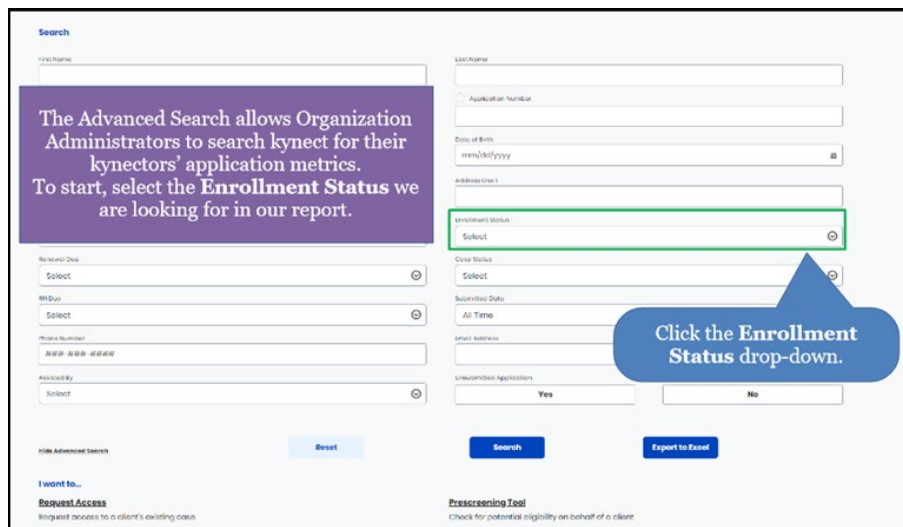 Search
First Name
Last Name
Application Number
The Advanced Search allows Organization
Administrators to search kynect for their
kynectors' application metrics.
To start, select the Enrollment Status we
are looking for in our report.
Date of Birth
mm/dd/yyyy
Address Line 1
Enrollment Status
Select
Renewal Due
Select
Case Status
Select
RFI Due
Select
Submitted Date
All Time
Click the Enrollment
Status drop-down.
Phone Number
###-###-####
Email Address
Assisted By
Select
Unsubmitted Application
Yes
No
Hide Advanced Search
Reset
Search
Export to Excel
I want to...
Request Access
Request access to a client's existing case.
Prescreening Tool
Check for potential eligibility on behalf of a client